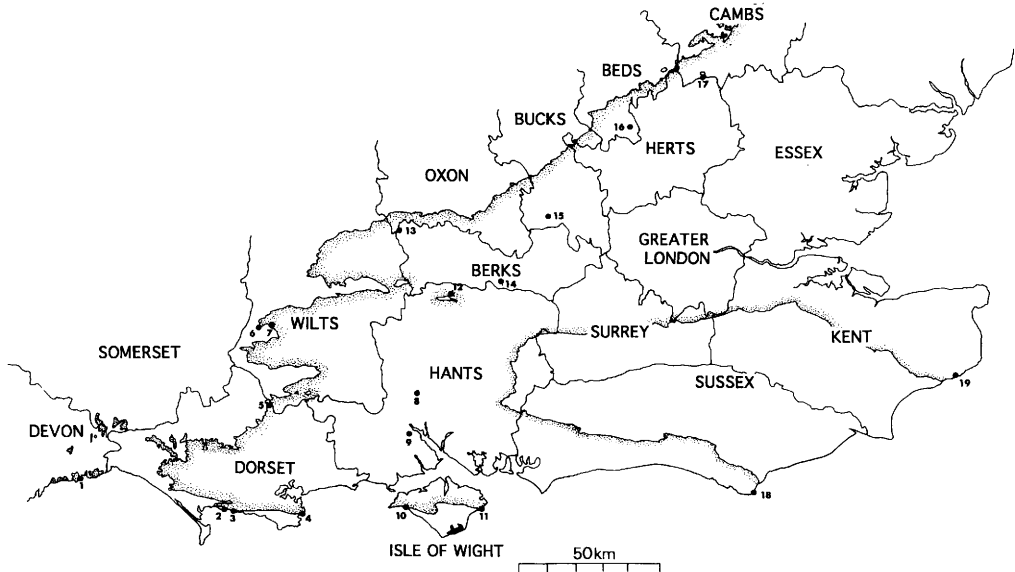 CAMBS
BEDS
17
BUCKS
16
HERTS
ESSEX
OXON
15
13
GREATER
LONDON
BERKS
14
12
WILTS
6
7
SURREY
KENT
SOMERSET
HANTS
SUSSEX
19
8
5
DEVON
9
DORSET
1
2
3
4
10
11
18
ISLE OF WIGHT
50km